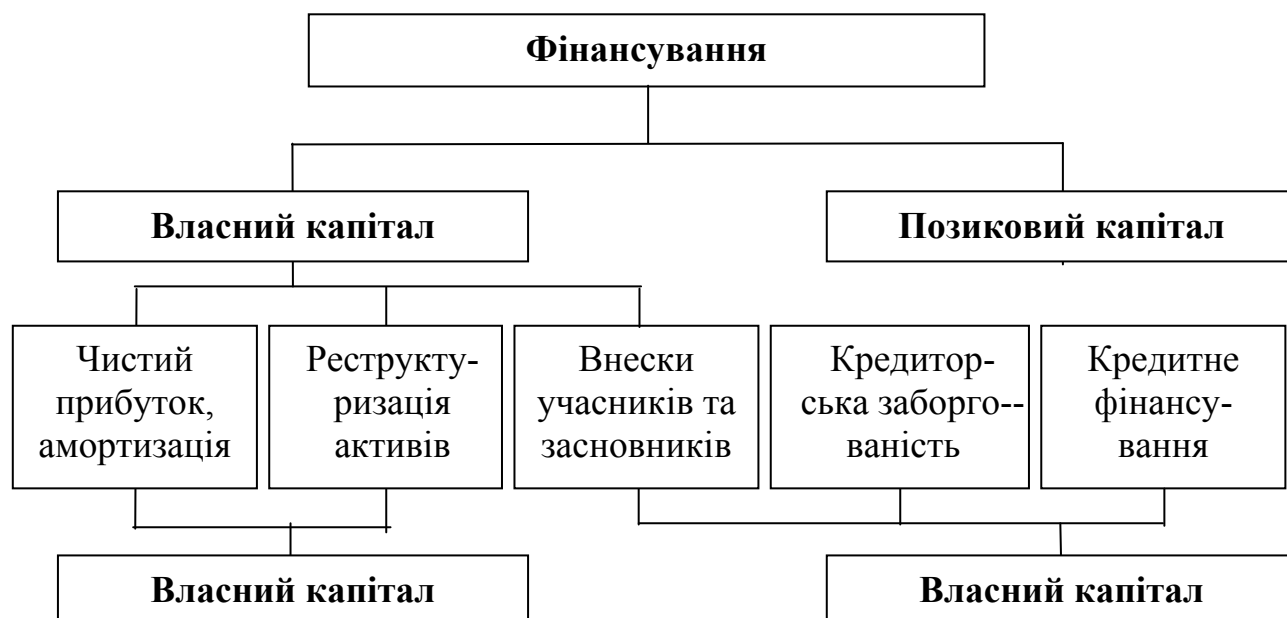 Фінансування
Власний капітал
Позиковий капітал
Чистий
прибуток,
амортизація
Реструкту-
ризація
активів
Внески
учасників та
засновників
Кредитор-
ська заборго--
ваність
Кредитне
фінансу-
вання
Власний капітал
Власний капітал